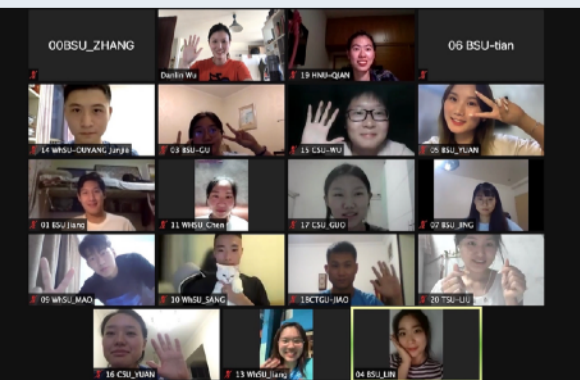 00BSU_ZHANG
Danlin Wu
19 HNU-QIAN
06 BSU-tian
14 WhSU-OUYANG Junjie
03 BSU-GU
15 CSU-WU
05 BSU_YUAN
01 BSU Jiang
11 WHSU_Chen
17 CSU_GUO
07 BSU_JING
09 WhSU_MAO
10 WhSU_SANG
18CTGU-JIAO
20 TSU-LIU
16 CSU_YUAN
13 WhSU_Jiang
04 BSU_LIN